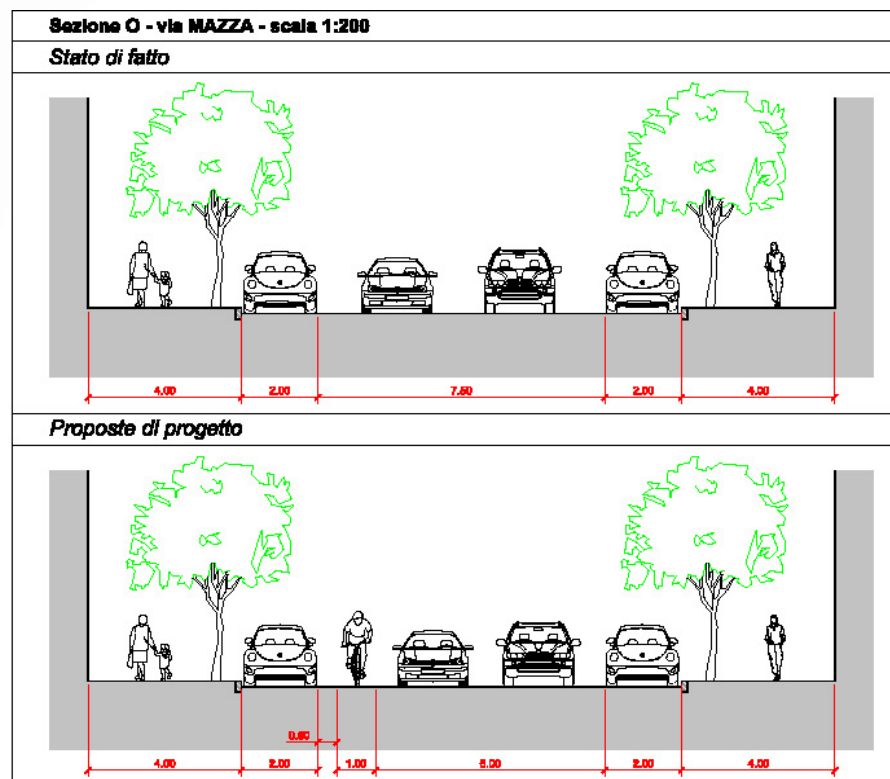 Sezione O - via MAZZA - scala 1:200
Stato di fatto
4.00 2.00 7.50 2.00 4.00
Proposte di progetto
0.50
4.00 2.00 1.00 6.00 2.00 4.00